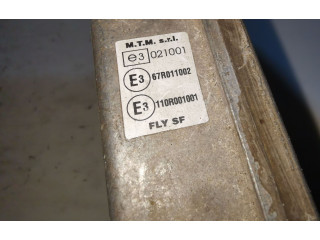 M.T.M. s.r.l.
e3 021001
E3 67R011002
E3 110R001001
FLY SF